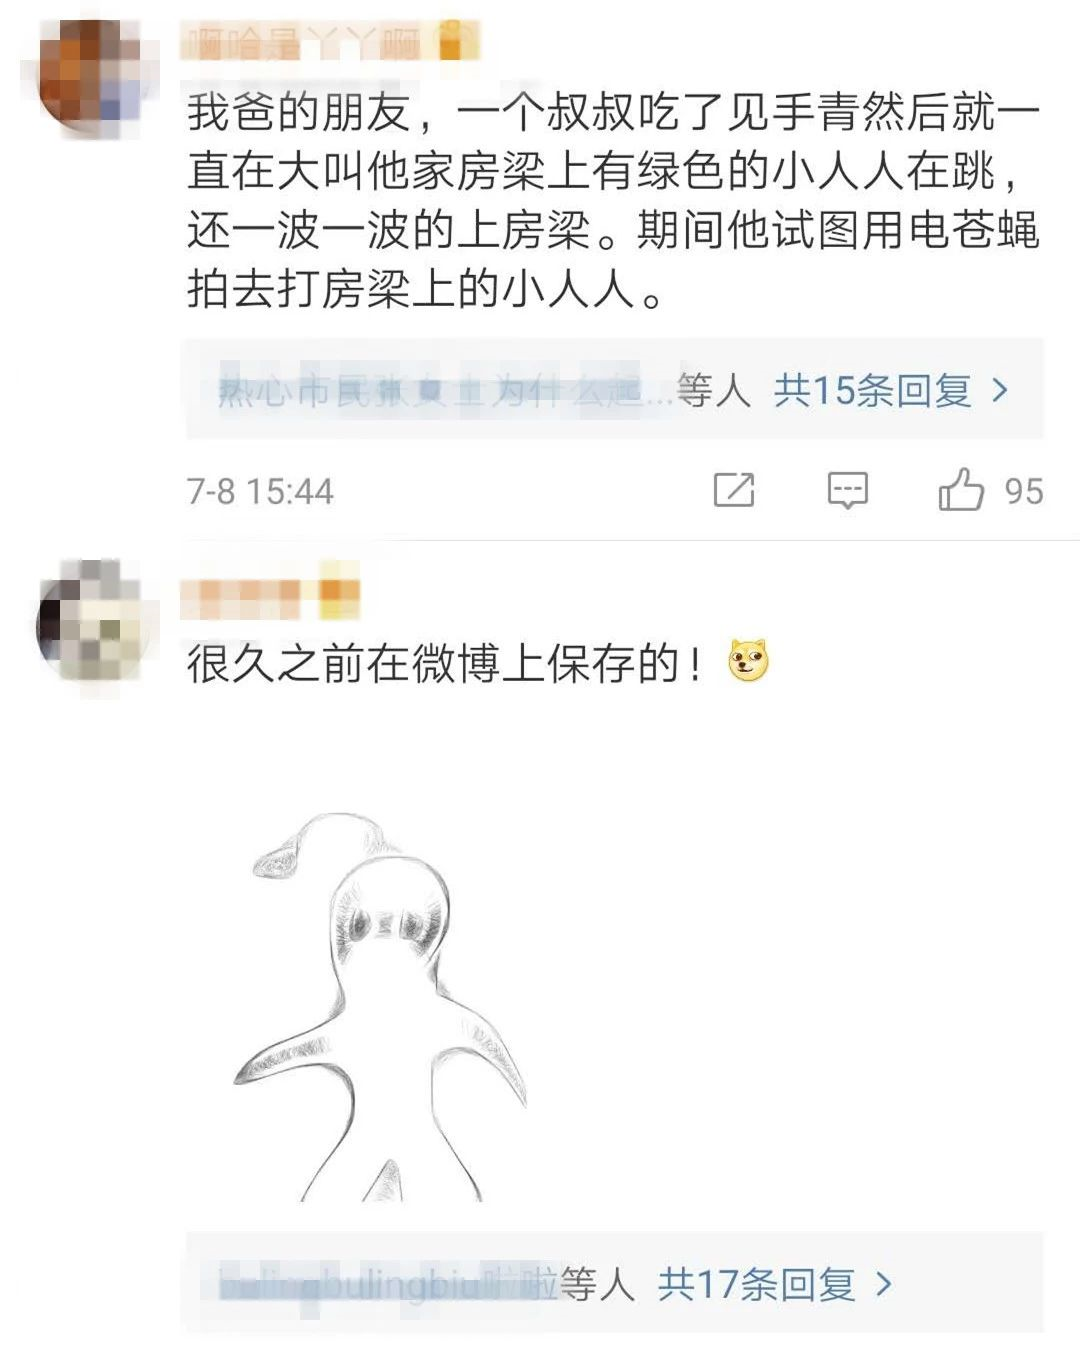 我爸的朋友，一个叔叔吃了见手青然后就一
直在大叫他家房梁上有绿色的小人人在跳，
还一波一波的上房梁。期间他试图用电苍蝇
拍去打房梁上的小人人。
等人 共15条回复 >
7-8 15:44
95
很久之前在微博上保存的！
等人 共17条回复 >